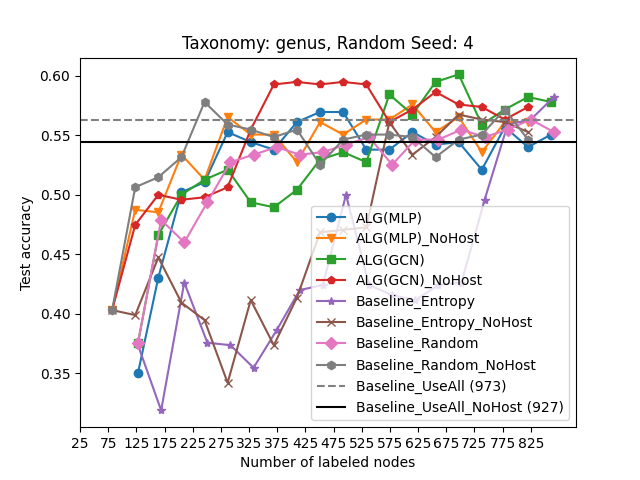 Taxonomy: genus, Random Seed: 4
Test accuracy
0.60
0.55
0.50
0.45
0.40
0.35
ALG(MLP)
ALG(MLP)_NoHost
ALG(GCN)
ALG(GCN)_NoHost
Baseline_Entropy
Baseline_Entropy_NoHost
Baseline_Random
Baseline_Random_NoHost
Baseline_UseAll (973)
Baseline_UseAll_NoHost (927)
25 75 125 175 225 275 325 375 425 475 525 575 625 675 725 775 825
Number of labeled nodes